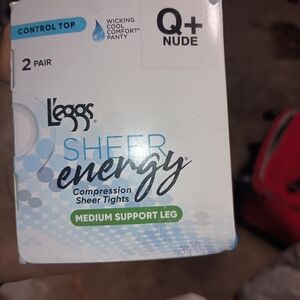 CONTROL TOP
WICKING
COOL
COMFORT
PANTY
Q+
NUDE
2 PAIR
L'eggs
SHEER
energy
Compression
Sheer Tights
MEDIUM SUPPORT LEG